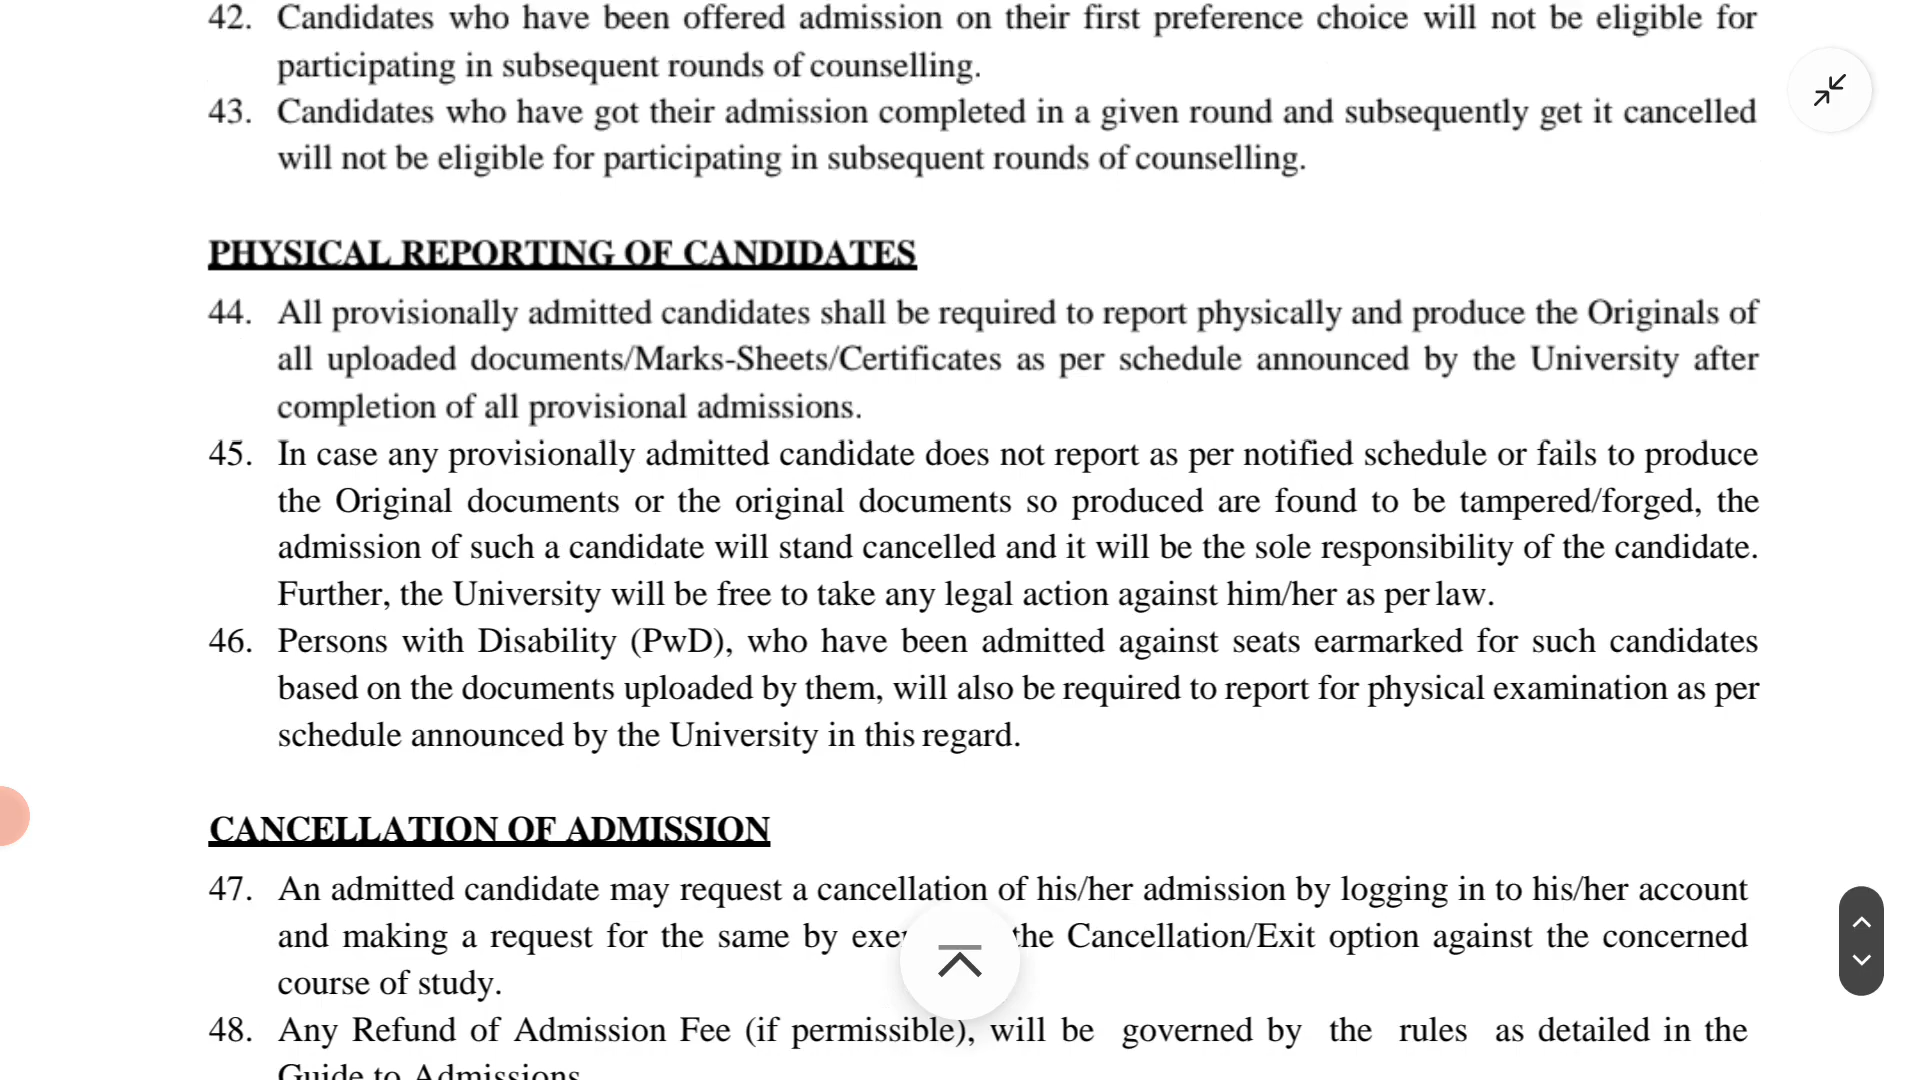 42. Candidates who have been offered admission on their first preference choice will not be eligible for
participating in subsequent rounds of counselling.
43. Candidates who have got their admission completed in a given round and subsequently get it cancelled
will not be eligible for participating in subsequent rounds of counselling.
PHYSICAL REPORTING OF CANDIDATES
44. All provisionally admitted candidates shall be required to report physically and produce the Originals of
all uploaded documents/Marks-Sheets/Certificates as per schedule announced by the University after
completion of all provisional admissions.
45. In case any provisionally admitted candidate does not report as per notified schedule or fails to produce
the Original documents or the original documents so produced are found to be tampered/forged, the
admission of such a candidate will stand cancelled and it will be the sole responsibility of the candidate.
Further, the University will be free to take any legal action against him/her as per law.
46. Persons with Disability (PwD), who have been admitted against seats earmarked for such candidates
based on the documents uploaded by them, will also be required to report for physical examination as per
schedule announced by the University in this regard.
CANCELLATION OF ADMISSION
47. An admitted candidate may request a cancellation of his/her admission by logging in to his/her account
and making a request for the same by the Cancellation/Exit option against the concerned
course of study.
48. Any Refund of Admission Fee (if permissible), will be governed by the rules as detailed in the
Guide to Admissions